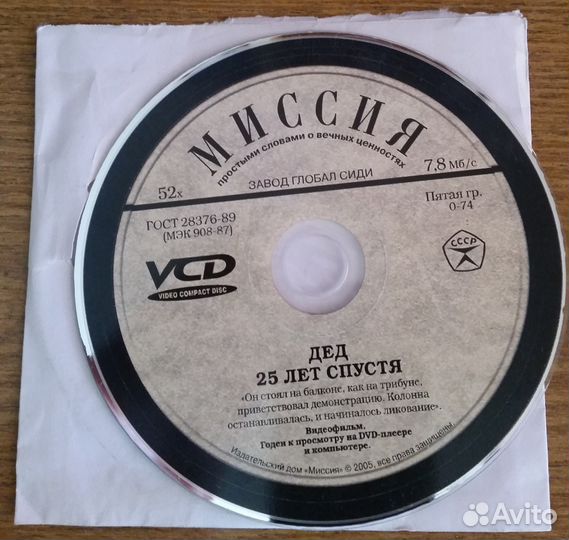 МИССИЯ
простыми словами о вечных ценностях
52x
ЗАВОД ГЛОБАЛ СИДИ
7,8 Мб/с
ГОСТ 28376-89
(МЭК 908-87)
Пятая гр.
0-74
VCD
VIDEO COMPACT DISC
СССР
ДЕД
25 ЛЕТ СПУСТЯ
«Он стоял на балконе, как на трибуне,
приветствовал демонстрацию. Колонна
останавливалась, и начиналось ликование».
Видеофильм.
Годен к просмотру на DVD-плеере
и компьютере.
Издательский дом «Миссия» © 2005, все права защищены.
Avito